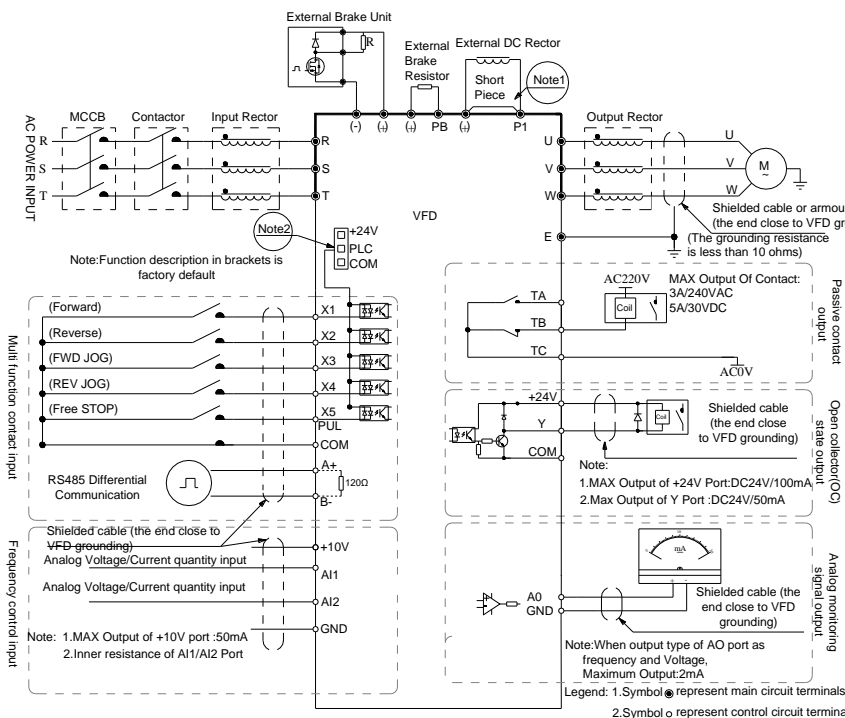 External Brake Unit
R
External
Brake
Resistor
External DC Rector
Short
Piece
Note1
(-)
(+)
(+)
PB
(+)
P1
MCCB
Contactor
Input Rector
Output Rector
AC POWER INPUT
R
S
T
R
S
T
U
V
W
U
V
W
M
~
VFD
E
Shielded cable or armou
(the end close to VFD gr
(The grounding resistance
is less than 10 ohms)
Note2
+24V
PLC
COM
Note:Function description in brackets is
factory default
Multi function contact input
(Forward)
(Reverse)
(FWD JOG)
(REV JOG)
(Free STOP)
X1
X2
X3
X4
X5
PUL
COM
RS485 Differential
Communication
A+
120Ω
B-
Shielded cable (the end close to
VFD grounding)
Frequency control input
Analog Voltage/Current quantity input
Analog Voltage/Current quantity input
+10V
AI1
AI2
GND
Note: 1.MAX Output of +10V port :50mA
2.Inner resistance of AI1/AI2 Port
TA
TB
TC
AC220V
Coil
AC0V
MAX Output Of Contact:
3A/240VAC
5A/30VDC
Passive contact
output
+24V
Y
COM
Coil
Shielded cable
(the end close
to VFD grounding)
Note:
1.MAX Output of +24V Port:DC24V/100mA
2.Max Output of Y Port :DC24V/50mA
Open collector(OC)
state output
mA
+
-
A0
GND
Shielded cable (the
end close to VFD
grounding)
Note:When output type of AO port as
frequency and Voltage,
Maximum Output:2mA
Analog monitoring
signal output
Legend: 1.Symbol represent main circuit terminals
2.Symbol represent control circuit termina